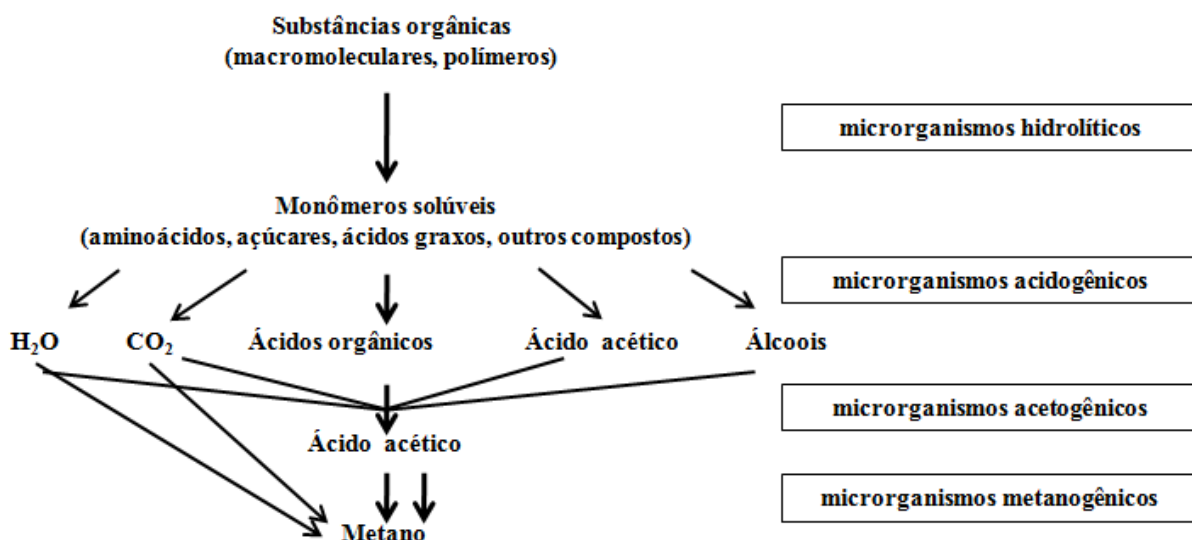 Substâncias orgânicas
(macromoleculares, polímeros)
microrganismos hidrolíticos
Monômeros solúveis
(aminoácidos, açúcares, ácidos graxos, outros compostos)
microrganismos acidogênicos
H₂O CO₂ Ácidos orgânicos Ácido acético Álcoois
microrganismos acetogênicos
Ácido acético
microrganismos metanogênicos
Metano